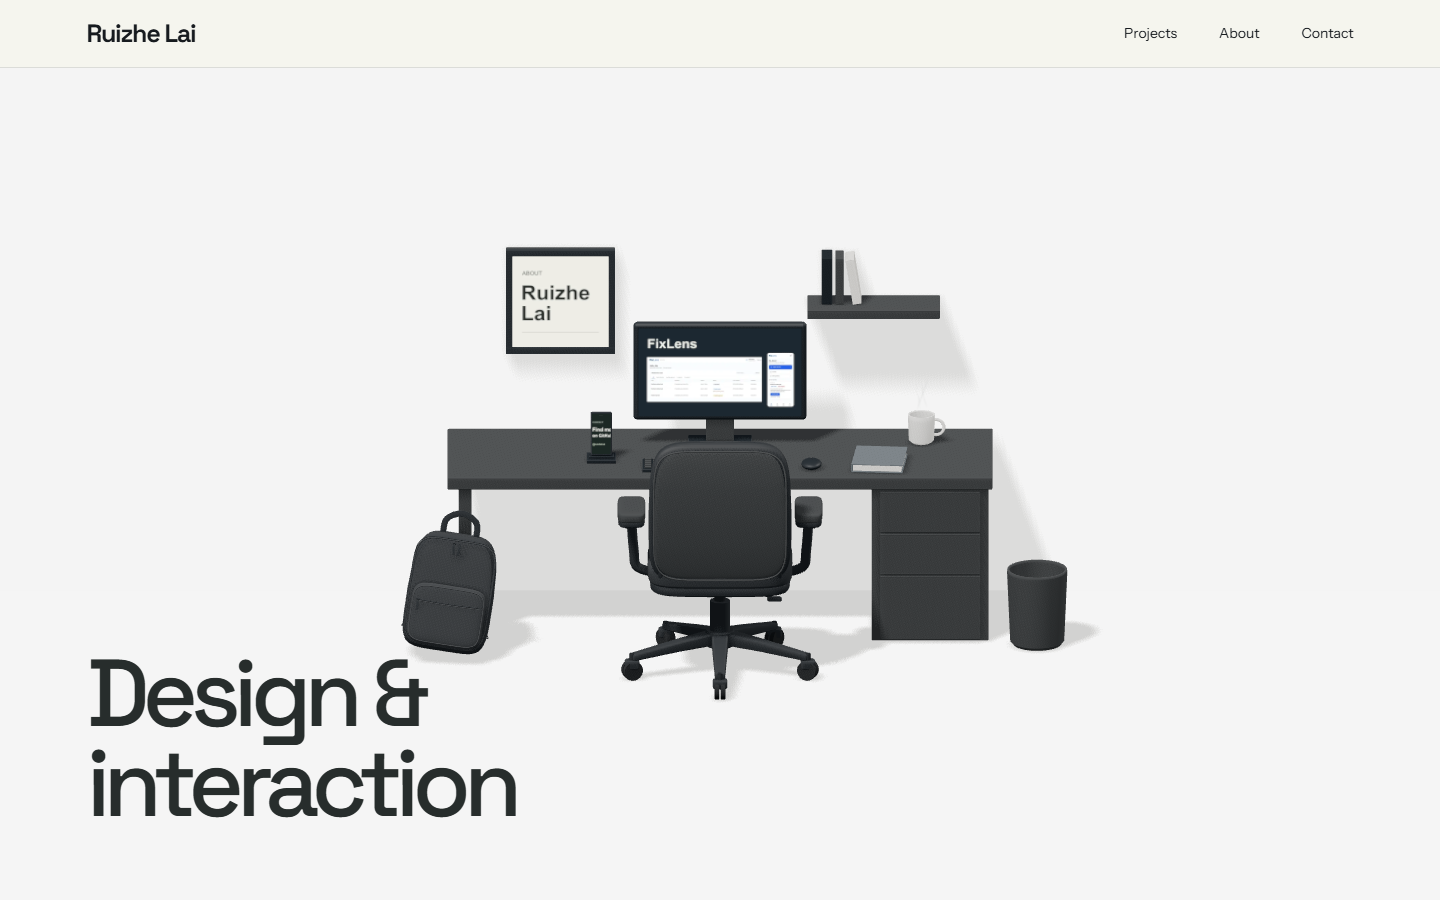 Ruizhe Lai
Projects
About
Contact
ABOUT
Ruizhe
Lai
FixLens
Design &
interaction